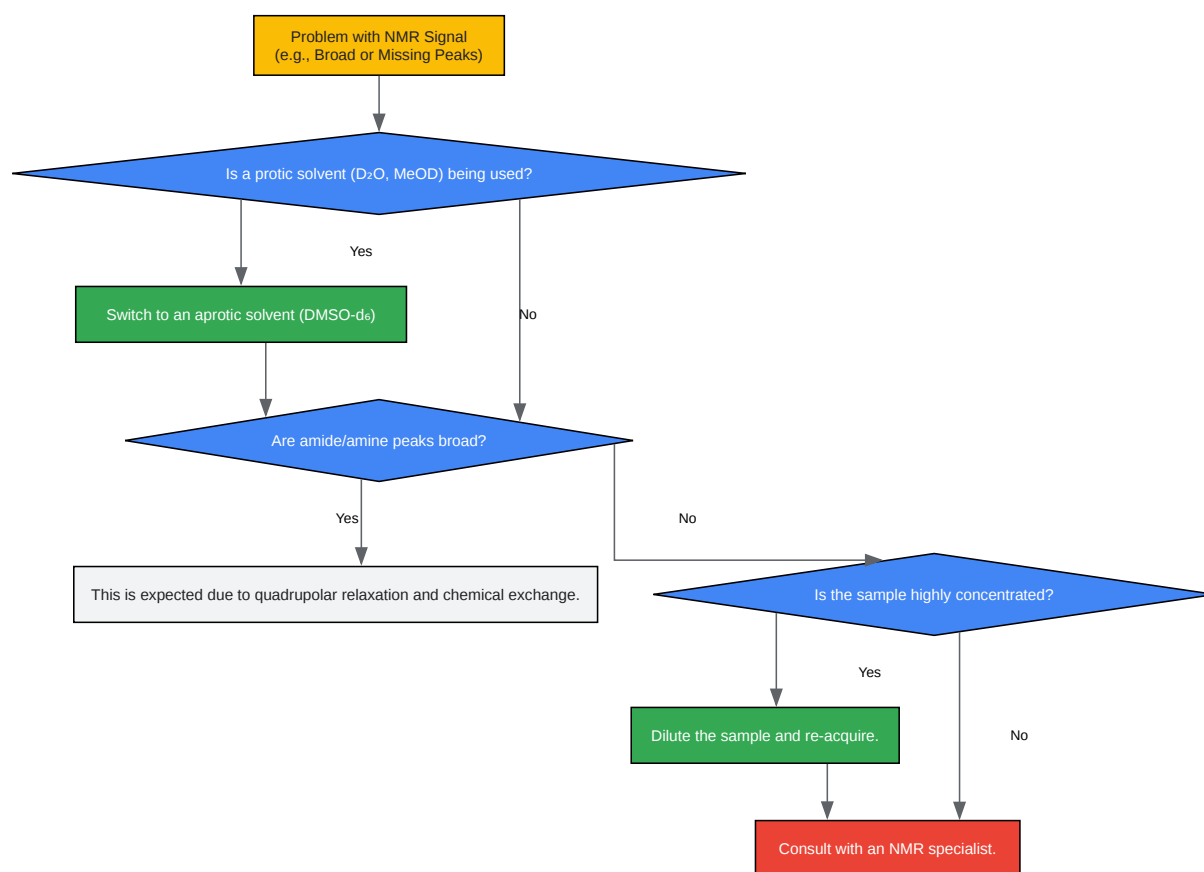 Problem with NMR Signal
(e.g., Broad or Missing Peaks)
Is a protic solvent (D₂O, MeOD) being used?
Yes
Switch to an aprotic solvent (DMSO-d₆)
No
Are amide/amine peaks broad?
Yes
No
This is expected due to quadrupolar relaxation and chemical exchange.
Is the sample highly concentrated?
Yes
Dilute the sample and re-acquire.
No
Consult with an NMR specialist.